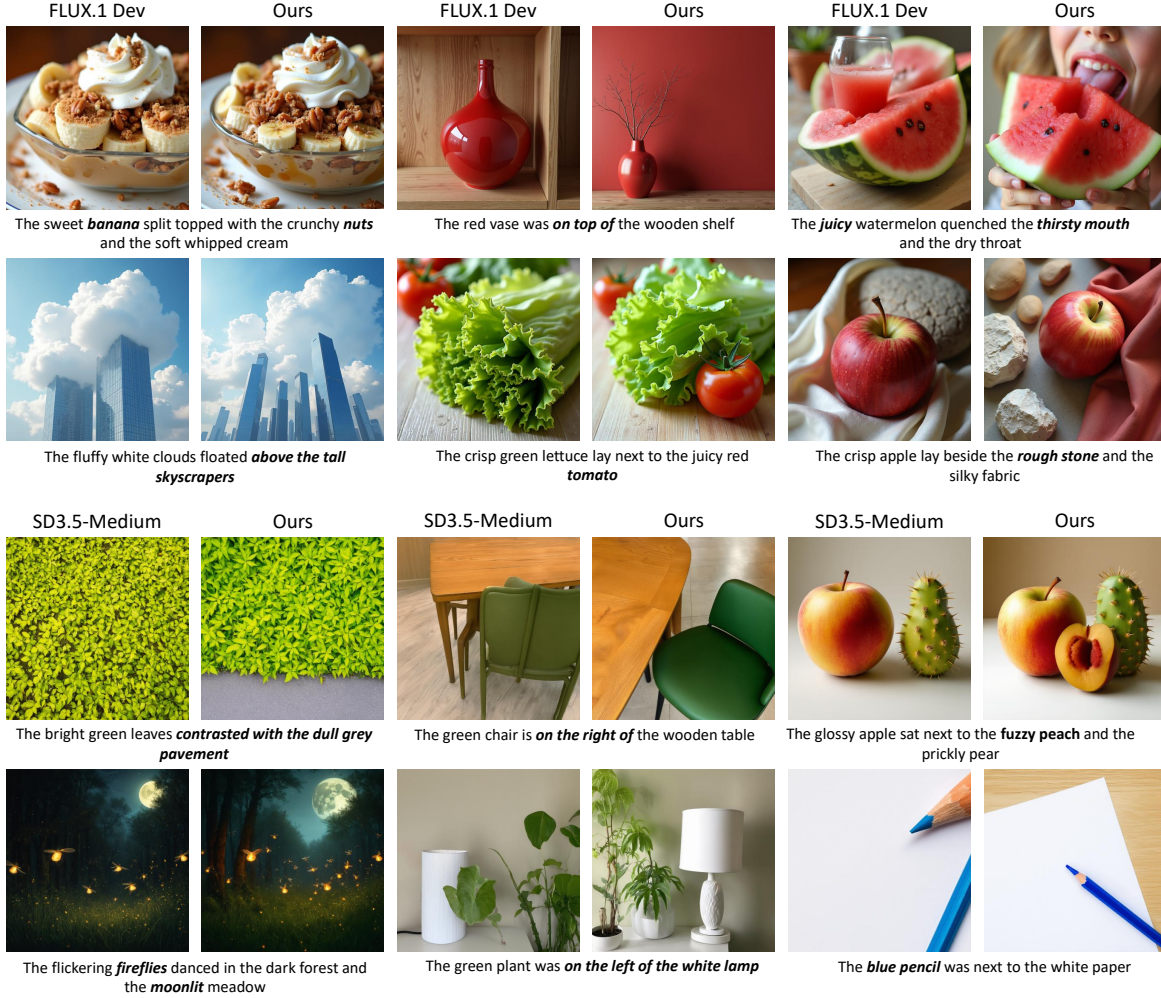 FLUX.1 Dev
Ours
FLUX.1 Dev
Ours
FLUX.1 Dev
Ours
The sweet banana split topped with the crunchy nuts
and the soft whipped cream
The red vase was on top of the wooden shelf
The juicy watermelon quenched the thirsty mouth
and the dry throat
The fluffy white clouds floated above the tall
skyscrapers
The crisp green lettuce lay next to the juicy red
tomato
The crisp apple lay beside the rough stone and the
silky fabric
SD3.5-Medium
Ours
SD3.5-Medium
Ours
SD3.5-Medium
Ours
The bright green leaves contrasted with the dull grey
pavement
The green chair is on the right of the wooden table
The glossy apple sat next to the fuzzy peach and the
prickly pear
The flickering fireflies danced in the dark forest and
the moonlit meadow
The green plant was on the left of the white lamp
The blue pencil was next to the white paper